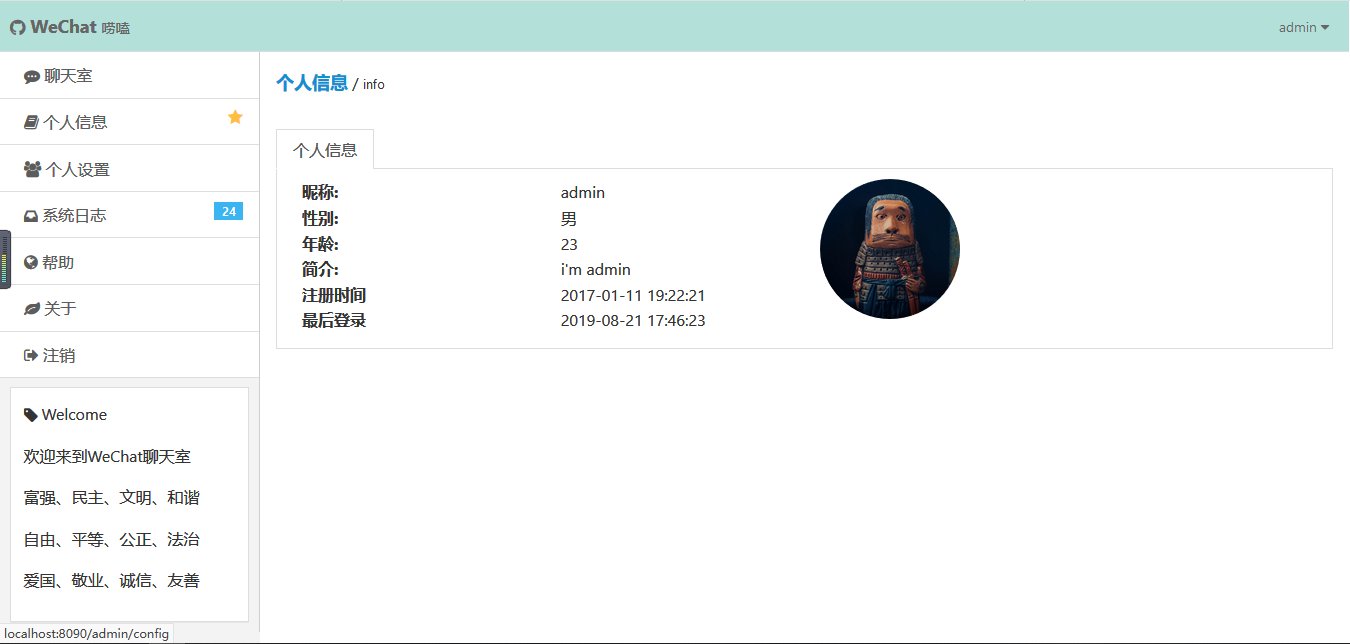 WeChat 唠嗑
admin
聊天室
个人信息
个人设置
系统日志 24
帮助
关于
注销
Welcome
欢迎来到WeChat聊天室
富强、民主、文明、和谐
自由、平等、公正、法治
爱国、敬业、诚信、友善
localhost:8090/admin/config
个人信息 / info
个人信息
昵称: admin
性别: 男
年龄: 23
简介: i'm admin
注册时间 2017-01-11 19:22:21
最后登录 2019-08-21 17:46:23